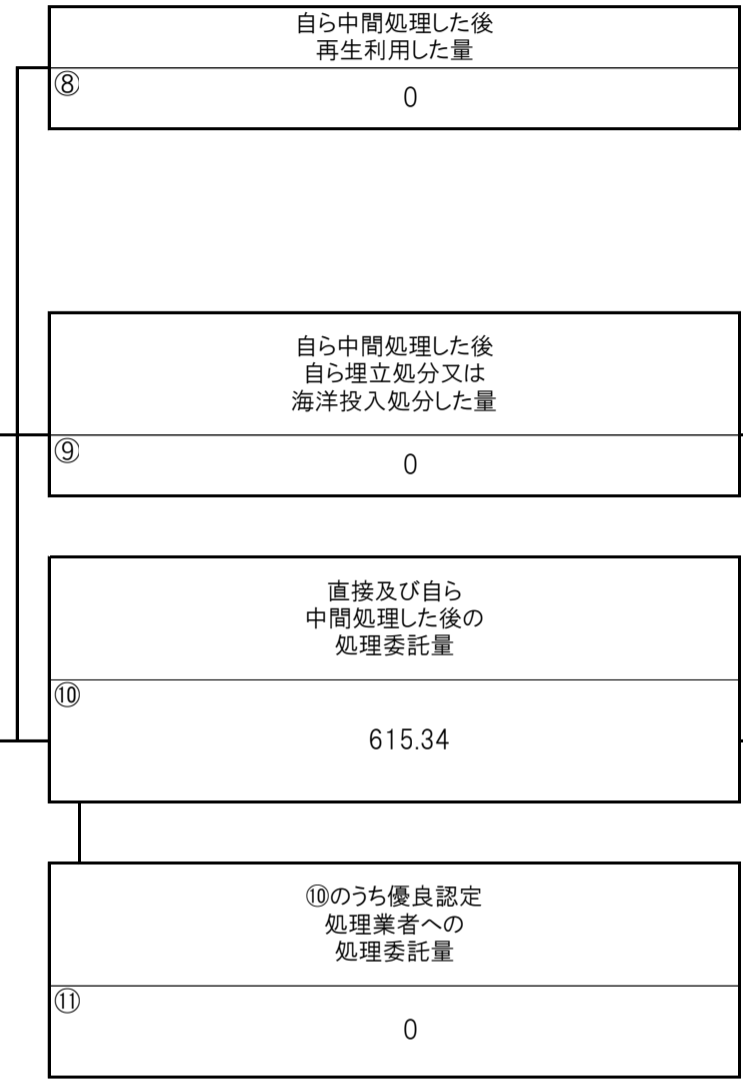 自ら中間処理した後
再生利用した量
⑧
0
自ら中間処理した後
自ら埋立処分又は
海洋投入処分した量
⑨
0
直接及び自ら
中間処理した後の
処理委託量
⑩
615.34
⑩のうち優良認定
処理業者への
処理委託量
⑪
0